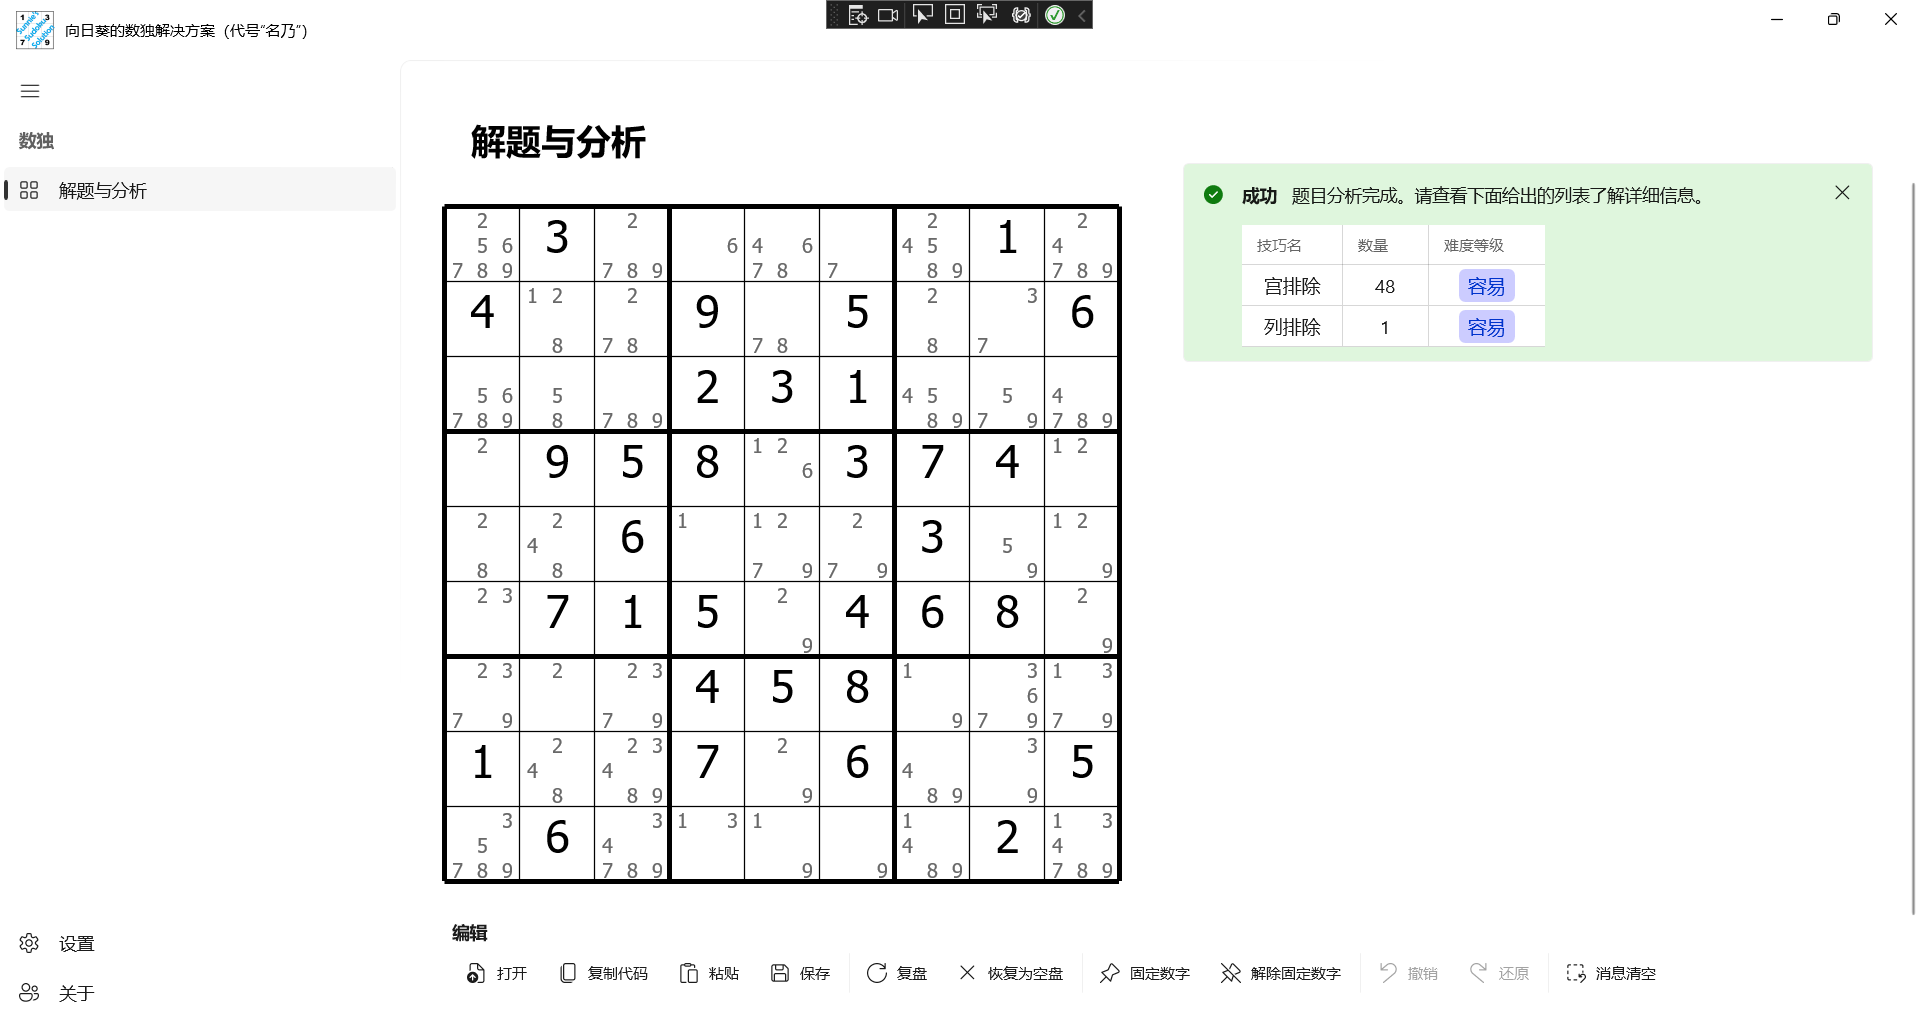 向日葵的数独解决方案（代号“名乃”）
数独
解题与分析
设置
关于
解题与分析
2 3 2 2 1 2
5 6 6 4 6 4 5 4
7 8 9 7 8 9 7 8 7 8 9 7 8 9
4 1 2 2 9 5 2 3 6
8 7 8 7 8 8 7
2 3 1
5 6 5 4 5 5 4
7 8 9 8 7 8 9 8 9 7 9 7 8 9
2 9 5 8 1 2 3 7 4 1 2
6
2 2 6 1 1 2 2 3 1 2
4 5
8 8 7 9 7 9 9 9
2 3 7 1 5 2 4 6 8 2
9 9
2 3 2 2 3 4 5 8 1 3 1 3
6
7 9 7 9 9 7 9 7 9
1 2 2 3 7 2 6 3 5
4 4 4
8 8 9 9 8 9 9
3 6 3 1 3 1 1 2 1 3
5 4 4 4
7 8 9 7 8 9 9 9 8 9 7 8 9
成功 题目分析完成。请查看下面给出的列表了解详细信息。
技巧名 数量 难度等级
宫排除 48 容易
列排除 1 容易
编辑
打开 复制代码 粘贴 保存 复盘 恢复为空盘 固定数字 解除固定数字 撤销 还原 消息清空